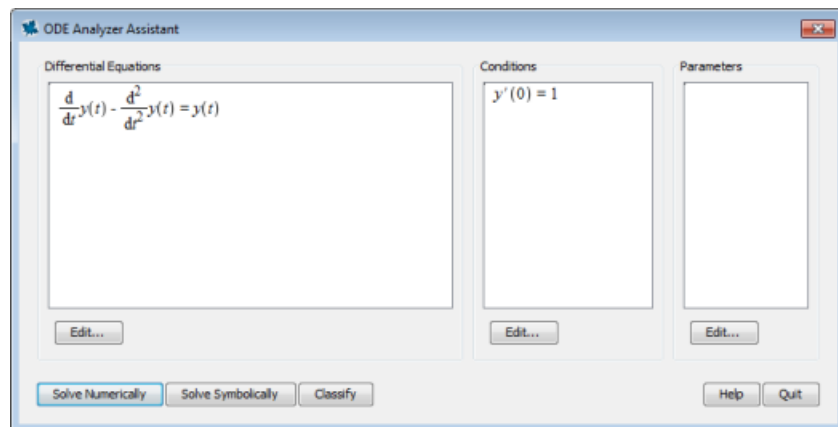 ODE Analyzer Assistant
Differential Equations
d/dt y(t) - d²/dt² y(t) = y(t)
Edit...
Conditions
y′(0) = 1
Edit...
Parameters
Edit...
Solve Numerically Solve Symbolically Classify Help Quit